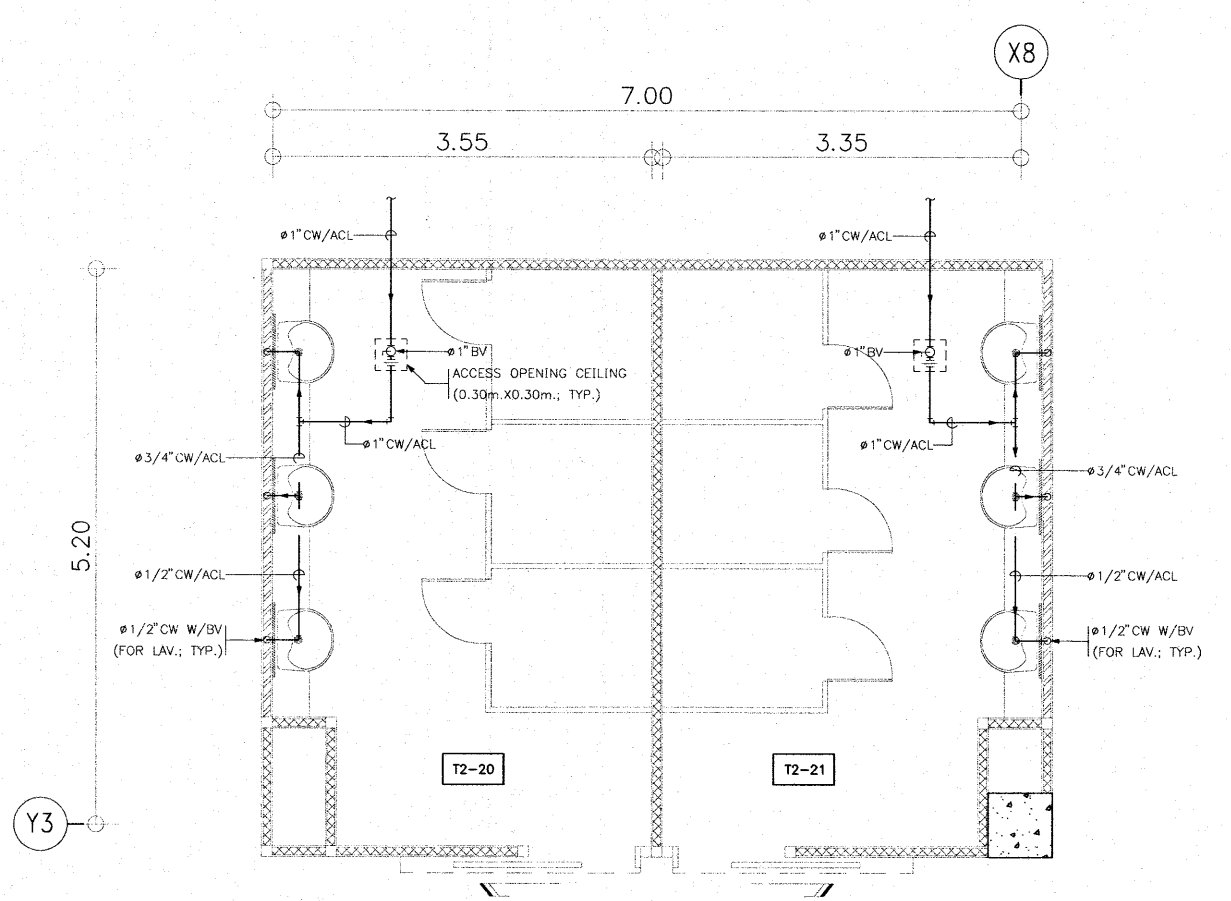 X8
7.00
3.55
3.35
ø1"CW/ACL
ø1"CW/ACL
ø1"BV
ACCESS OPENING CEILING
(0.30m.X0.30m.; TYP.)
ø1"BV
ø1"CW/ACL
ø1"CW/ACL
ø3/4"CW/ACL
ø3/4"CW/ACL
5.20
ø1/2"CW/ACL
ø1/2"CW/ACL
ø1/2"CW W/BV
(FOR LAV.; TYP.)
ø1/2"CW W/BV
(FOR LAV.; TYP.)
T2-20
T2-21
Y3